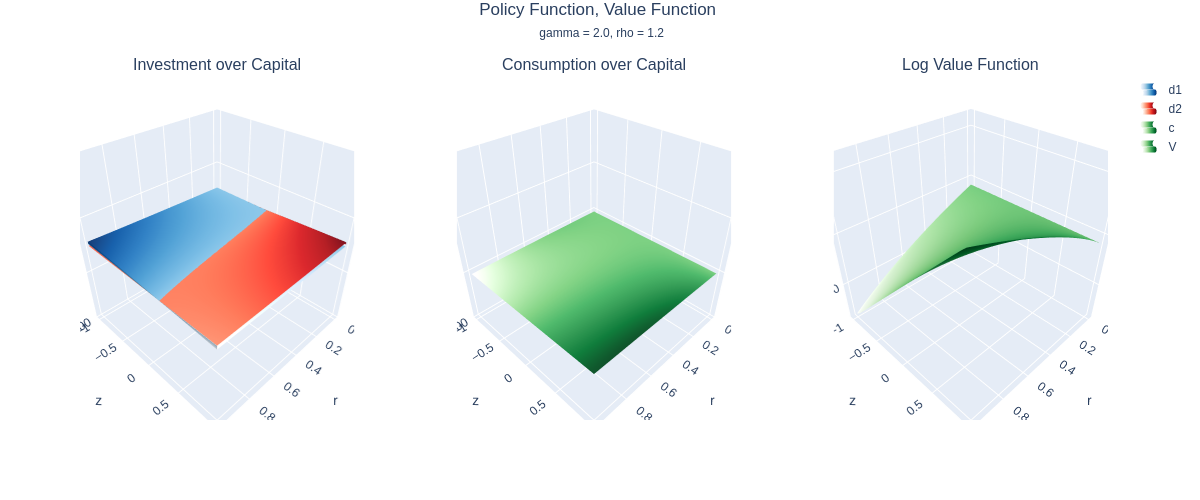 Policy Function, Value Function
gamma = 2.0, rho = 1.2
Investment over Capital
Consumption over Capital
Log Value Function
d1
d2
c
V
−0.5
0
0.5
z
0
0.2
0.4
0.6
0.8
r
−0.5
0
0.5
z
0
0.2
0.4
0.6
0.8
r
0
−1
−0.5
0
0.5
z
0
0.2
0.4
0.6
0.8
r